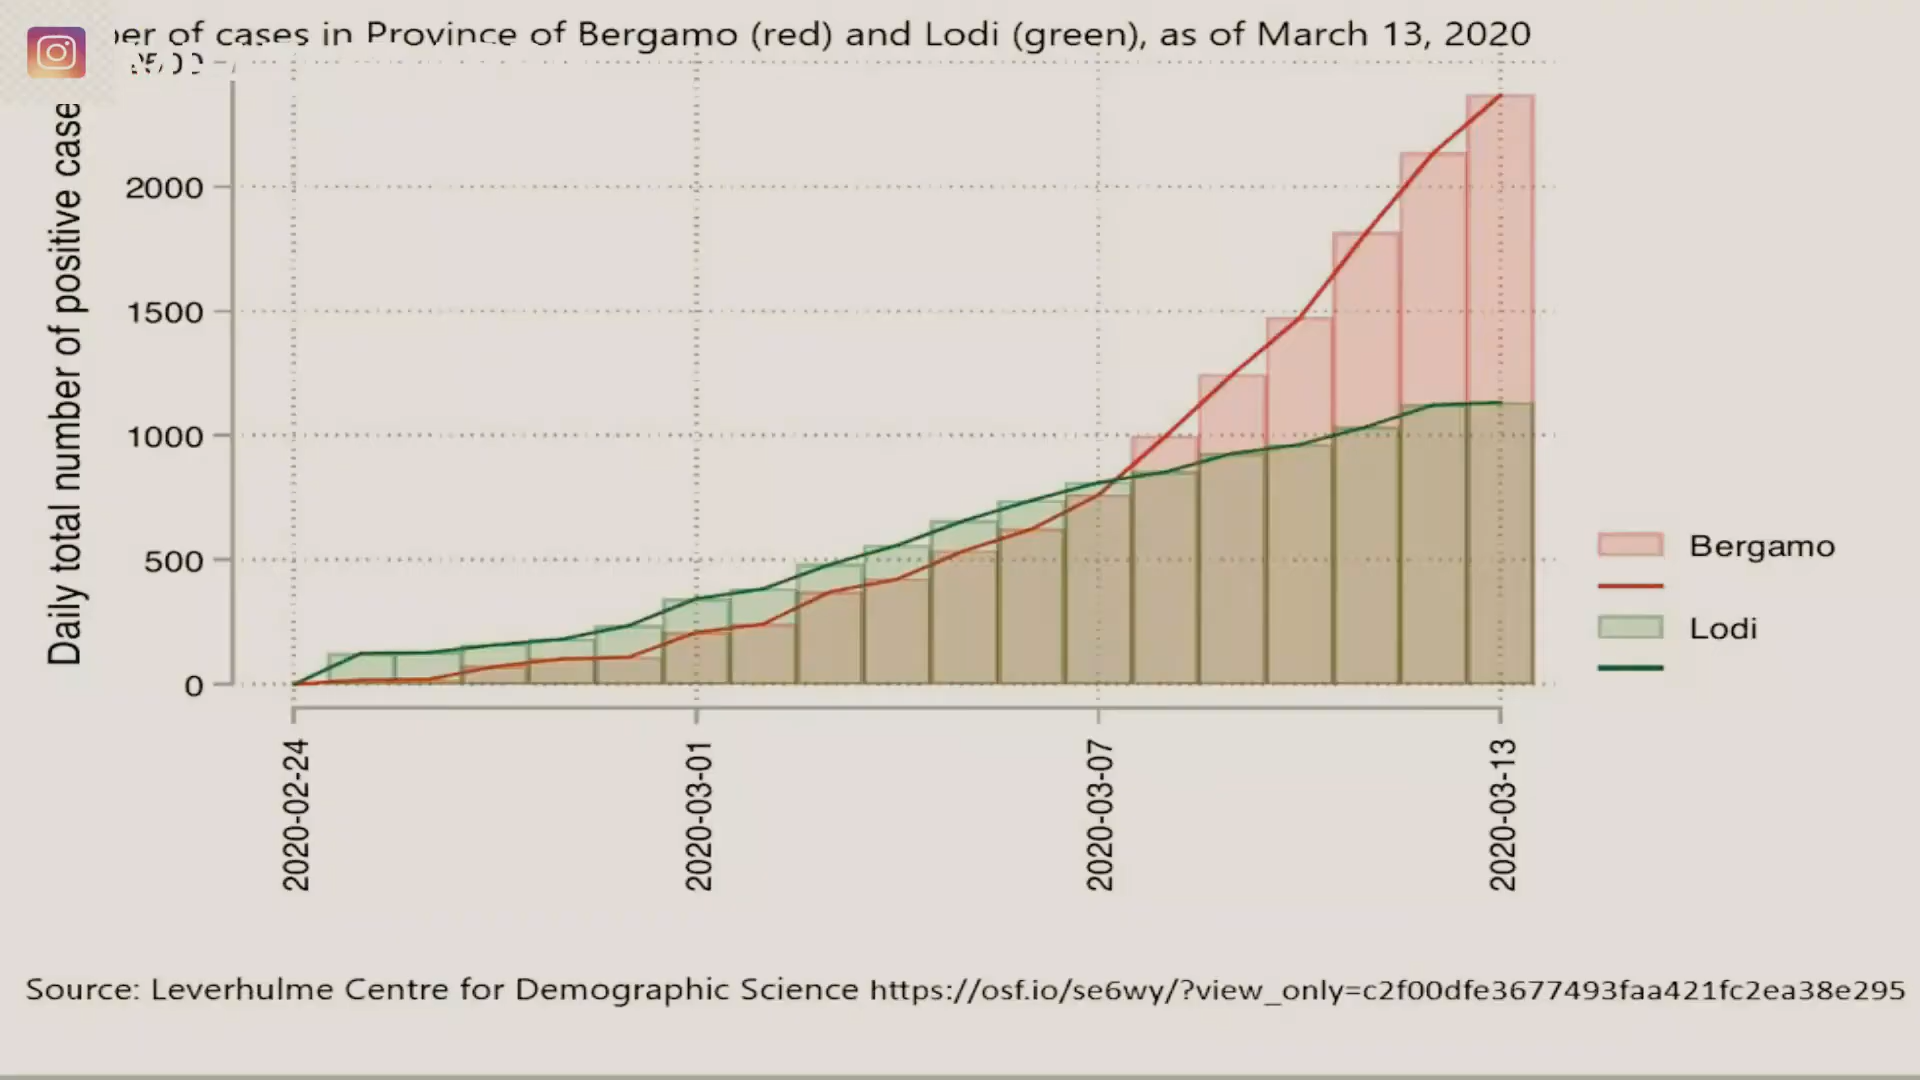 of cases in Province of Bergamo (red) and Lodi (green), as of March 13, 2020
Daily total number of positive case
2000
1500
1000
500
0
2020-02-24
2020-03-01
2020-03-07
2020-03-13
Bergamo
Lodi
Source: Leverhulme Centre for Demographic Science https://osf.io/se6wy/?view_only=c2f00dfe3677493faa421fc2ea38e295